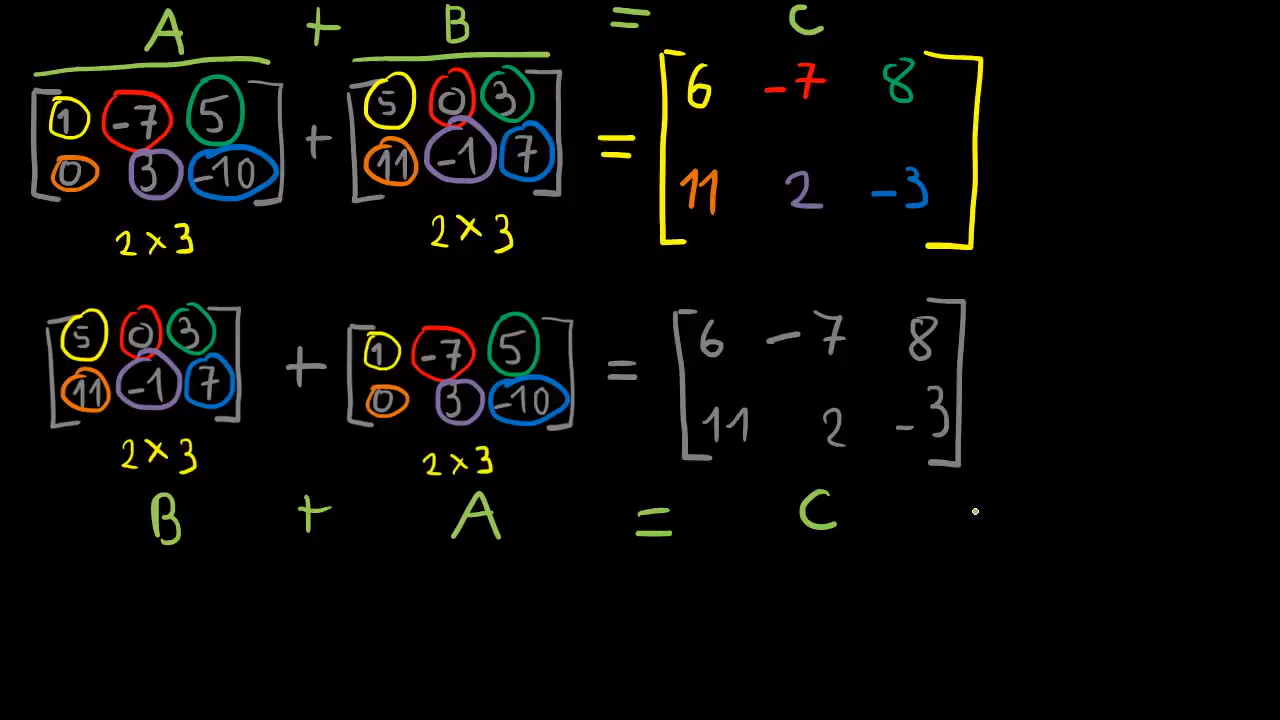 A + B = C
[1 -7 5] + [5 0 3] = [6 -7 8]
[0 3 -10] [11 -1 7] [11 2 -3]
2 × 3 2 × 3
[5 0 3] + [1 -7 5] = [6 -7 8]
[11 -1 7] [0 3 -10] [11 2 -3]
2 × 3 2 × 3
B + A = C